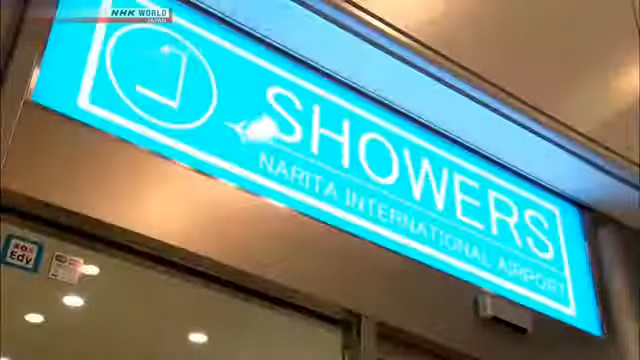 NHK WORLD
JAPAN
SHOWERS
NARITA INTERNATIONAL AIRPORT
Edy